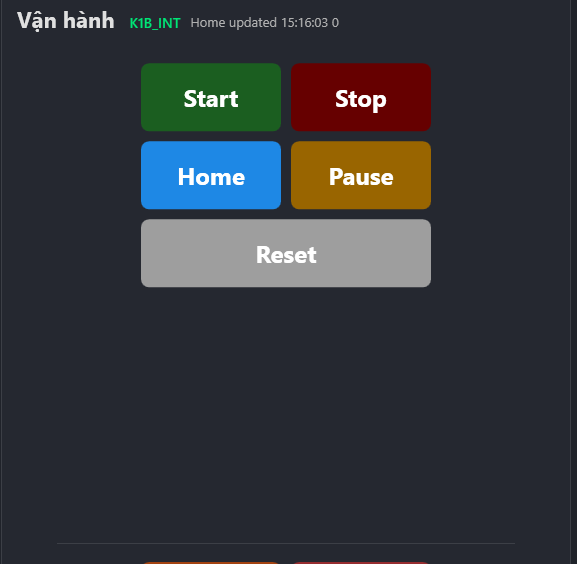 Vận hành K1B_INT Home updated 15:16:03 0
Start Stop
Home Pause
Reset